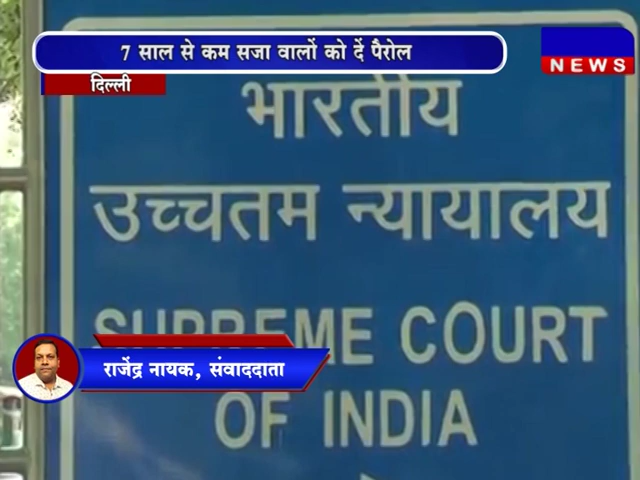 7 साल से कम सजा वालों को दें पैरोल
NEWS
दिल्ली
भारतीय
उच्चतम न्यायालय
SUPREME COURT
राजेंद्र नायक, संवाददाता
OF INDIA